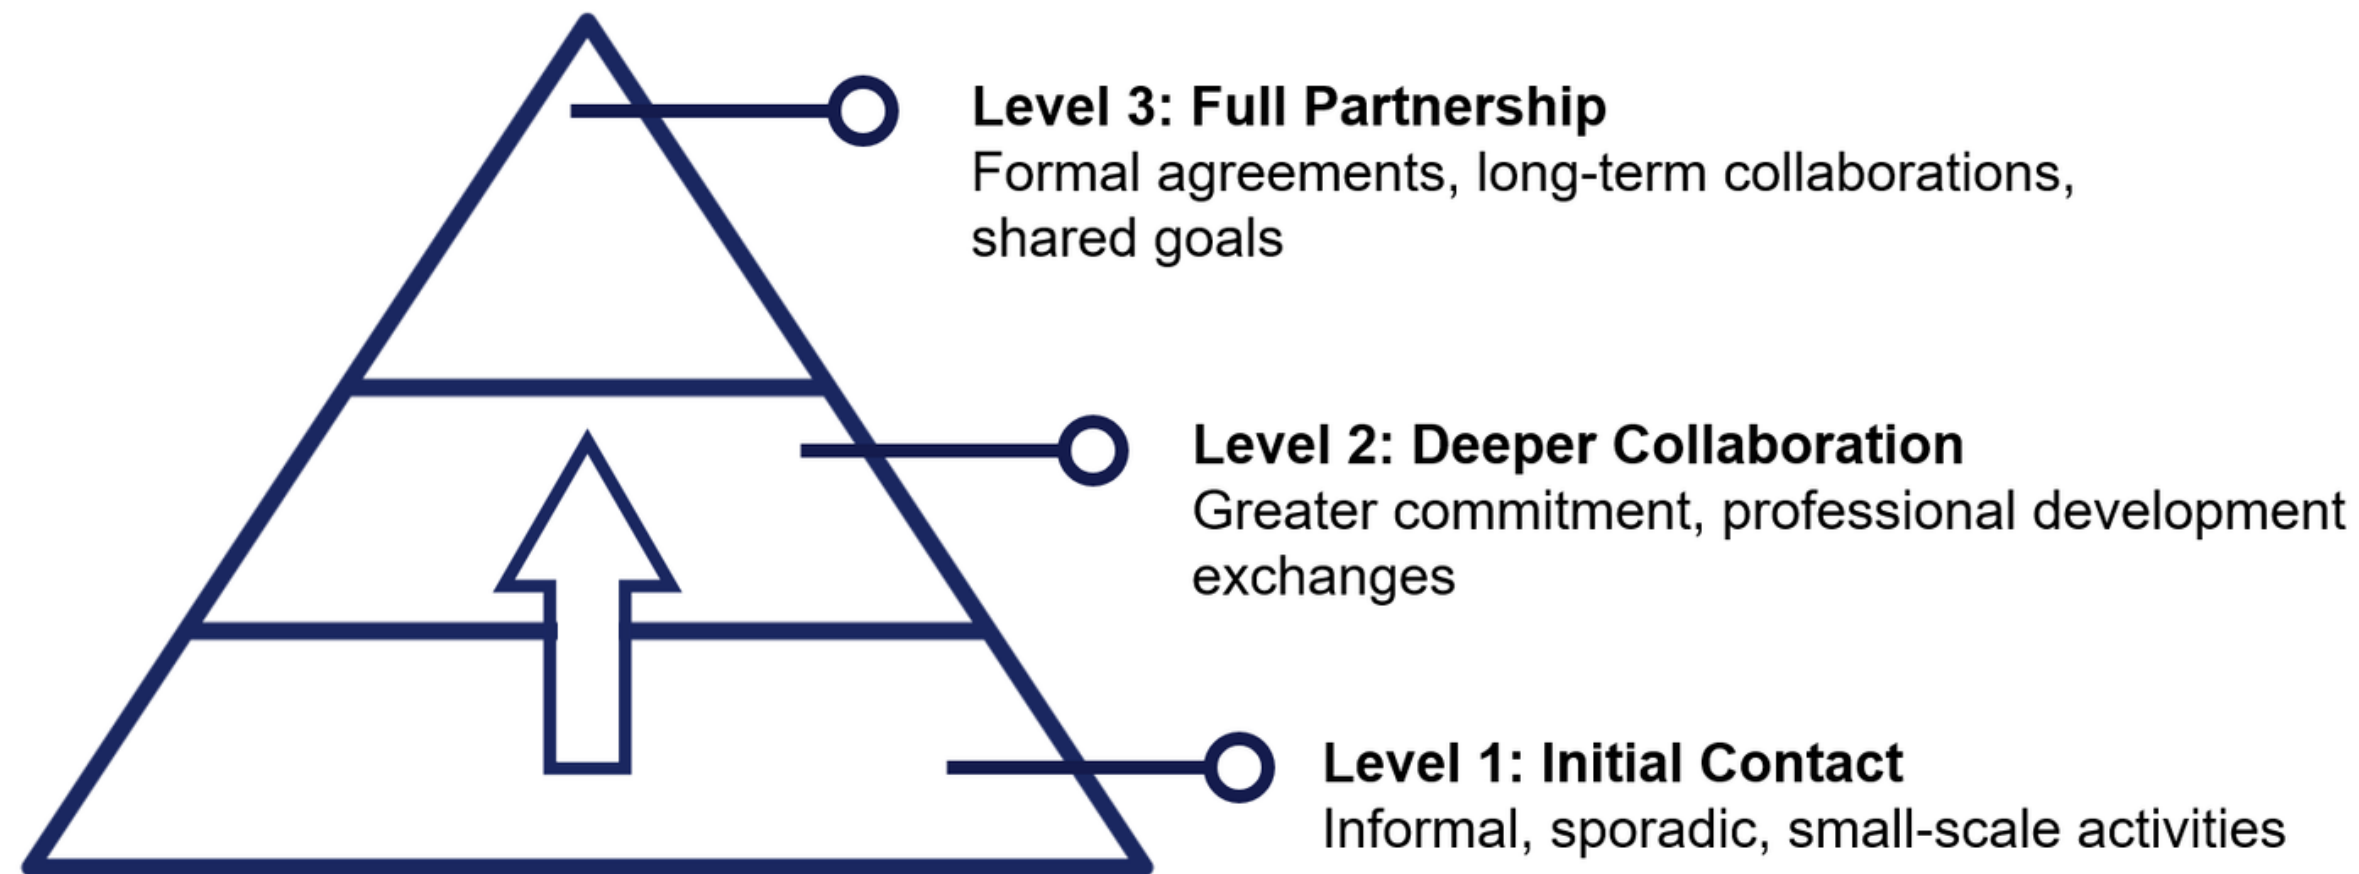 Level 3: Full Partnership
Formal agreements, long-term collaborations,
shared goals
Level 2: Deeper Collaboration
Greater commitment, professional development
exchanges
Level 1: Initial Contact
Informal, sporadic, small-scale activities